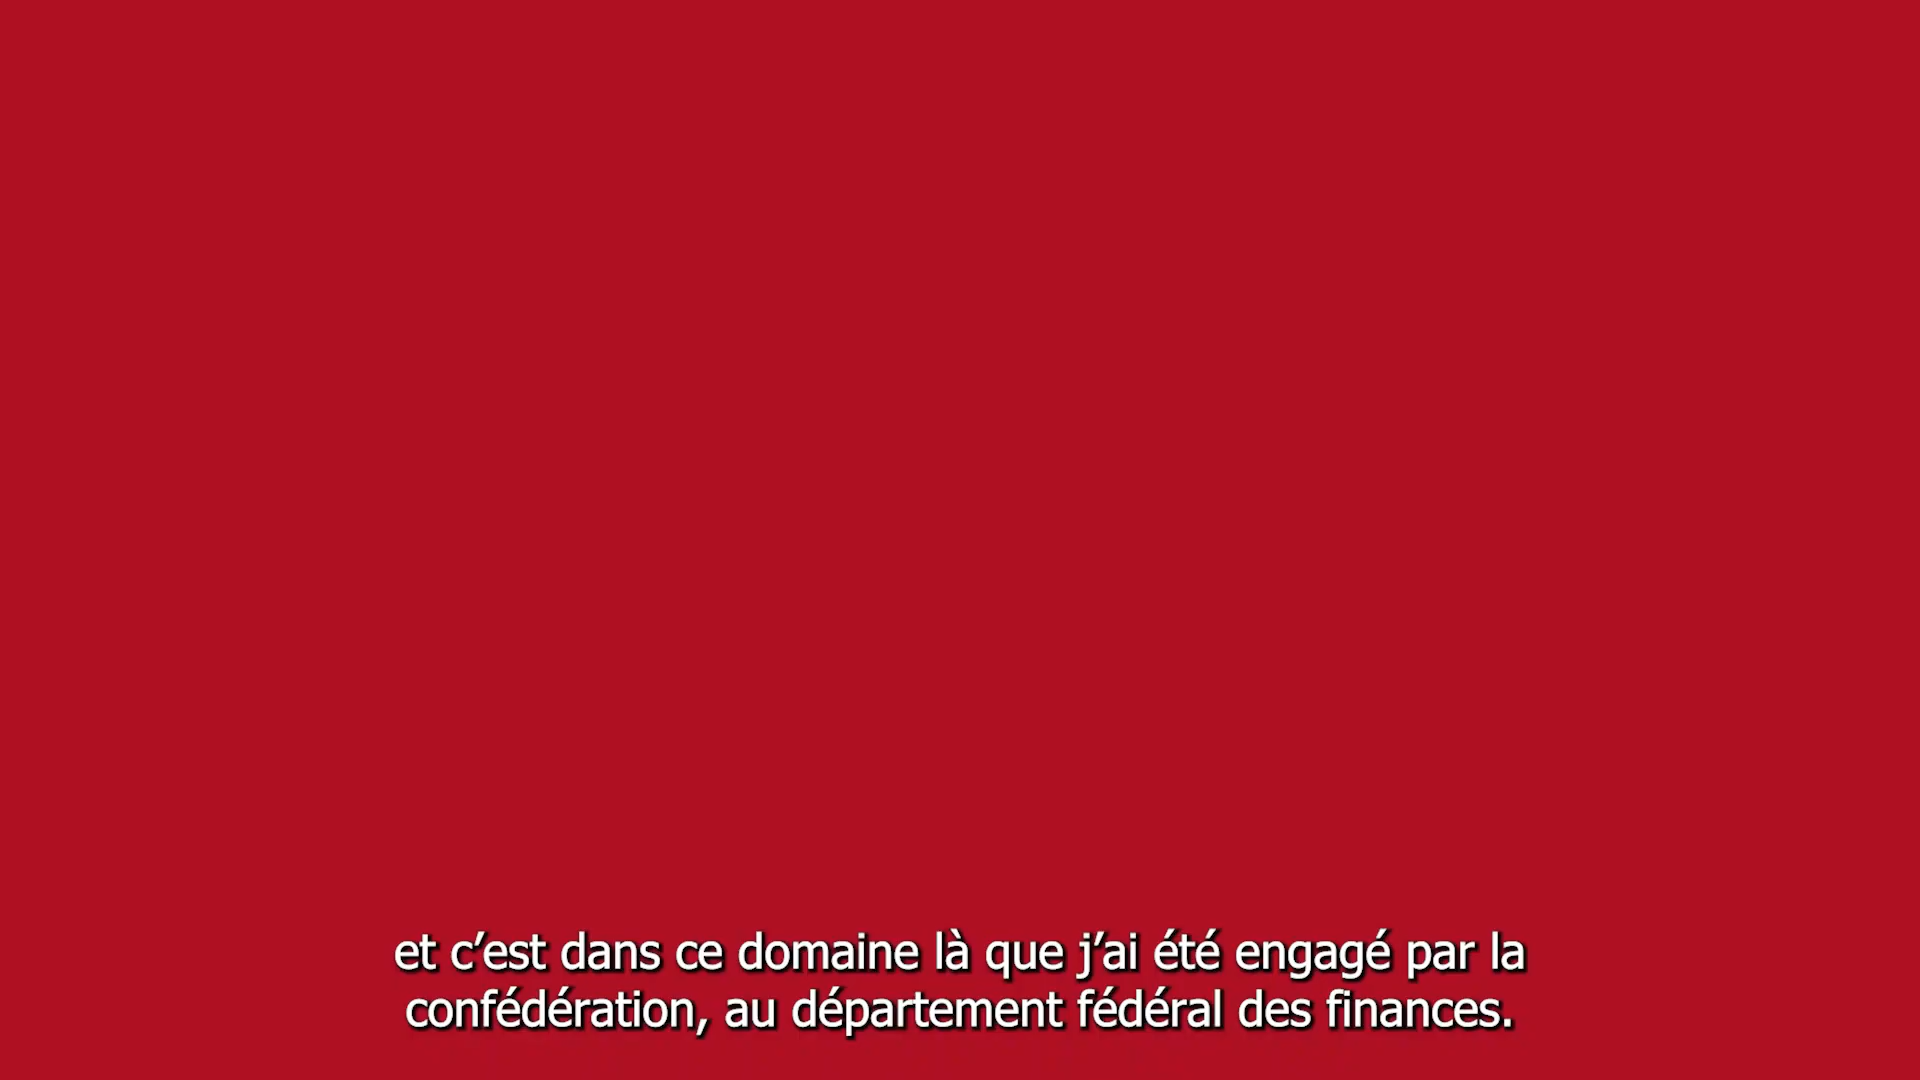 et c’est dans ce domaine là que j’ai été engagé par la
confédération, au département fédéral des finances.